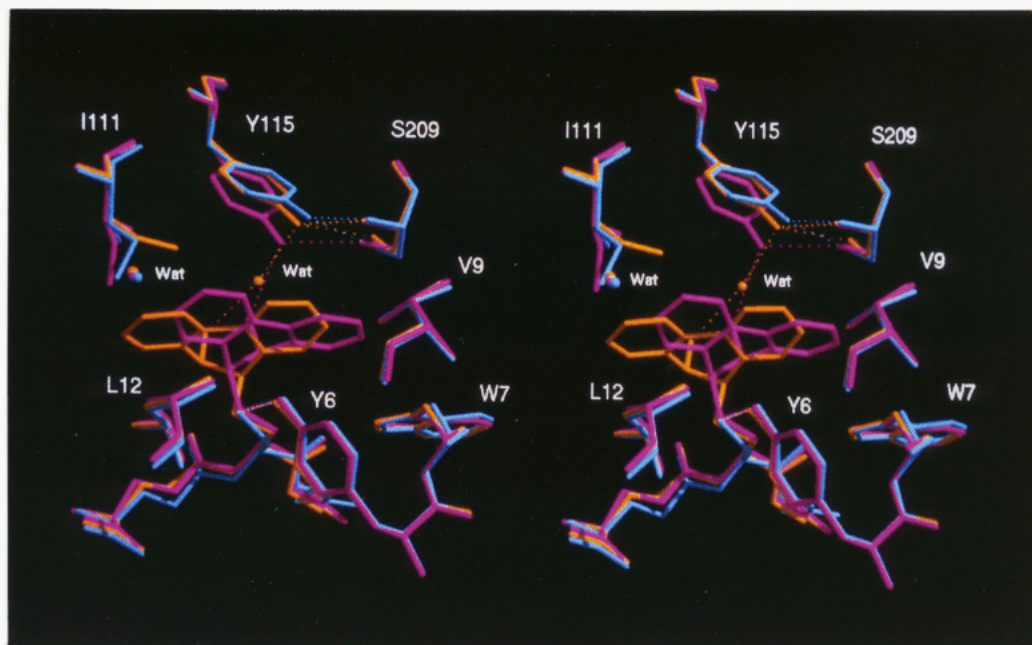 I111 Y115 S209 I111 Y115 S209
V9 V9
Wat Wat Wat Wat
L12 Y6 W7 L12 Y6 W7